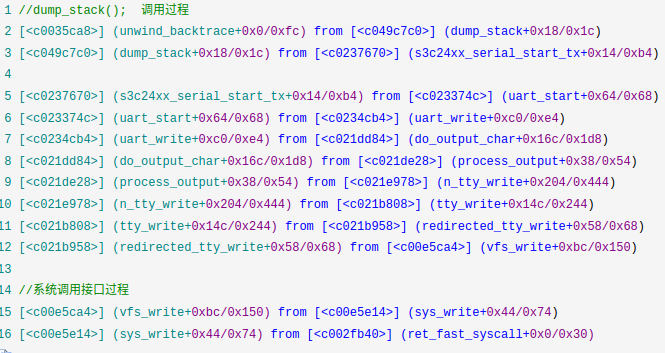 1 //dump_stack();  调用过程
2 [<c0035ca8>] (unwind_backtrace+0x0/0xfc) from [<c049c7c0>] (dump_stack+0x18/0x1c)
3 [<c049c7c0>] (dump_stack+0x18/0x1c) from [<c0237670>] (s3c24xx_serial_start_tx+0x14/0xb4)
4
5 [<c0237670>] (s3c24xx_serial_start_tx+0x14/0xb4) from [<c023374c>] (uart_start+0x64/0x68)
6 [<c023374c>] (uart_start+0x64/0x68) from [<c0234cb4>] (uart_write+0xc0/0xe4)
7 [<c0234cb4>] (uart_write+0xc0/0xe4) from [<c021dd84>] (do_output_char+0x16c/0x1d8)
8 [<c021dd84>] (do_output_char+0x16c/0x1d8) from [<c021de28>] (process_output+0x38/0x54)
9 [<c021de28>] (process_output+0x38/0x54) from [<c021e978>] (n_tty_write+0x204/0x444)
10 [<c021e978>] (n_tty_write+0x204/0x444) from [<c021b808>] (tty_write+0x14c/0x244)
11 [<c021b808>] (tty_write+0x14c/0x244) from [<c021b958>] (redirected_tty_write+0x58/0x68)
12 [<c021b958>] (redirected_tty_write+0x58/0x68) from [<c00e5ca4>] (vfs_write+0xbc/0x150)
13
14 //系统调用接口过程
15 [<c00e5ca4>] (vfs_write+0xbc/0x150) from [<c00e5e14>] (sys_write+0x44/0x74)
16 [<c00e5e14>] (sys_write+0x44/0x74) from [<c002fb40>] (ret_fast_syscall+0x0/0x30)